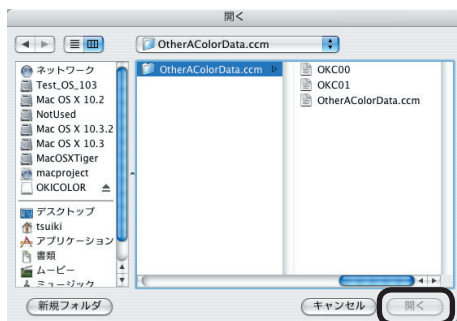 開く
OtherAColorData.ccm
ネットワーク
Test_OS_103
Mac OS X 10.2
NotUsed
Mac OS X 10.3.2
Mac OS X 10.3
MacOSXTiger
macproject
OKICOLOR
デスクトップ
tsuiki
アプリケーション
書類
ムービー
ミュージック
OtherAColorData.ccm
OKC00
OKC01
OtherAColorData.ccm
新規フォルダ
キャンセル
開く